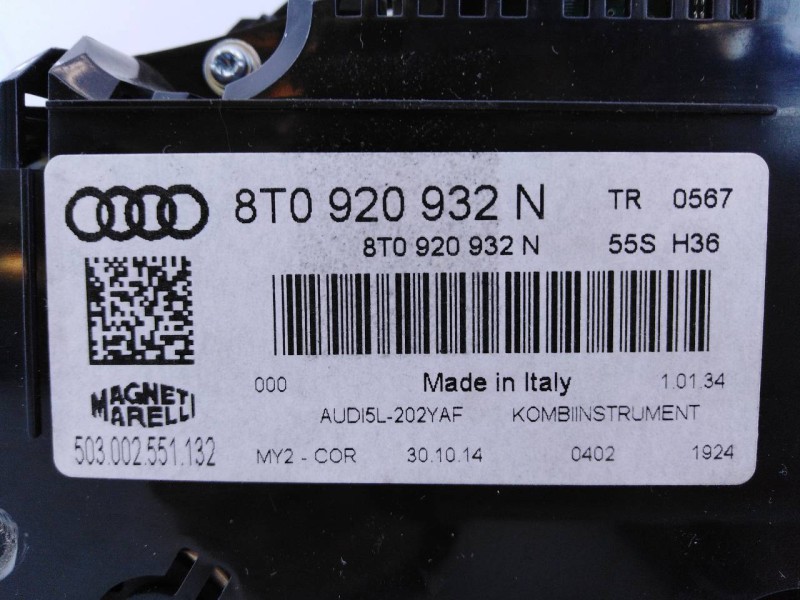 8T0 920 932 N TR 0567
8T0 920 932 N 55S H36
000 Made in Italy 1.01.34
MAGNETI MARELLI
AUDI5L-202YAF KOMBIINSTRUMENT
503.002.551.132 MY2 - COR 30.10.14 0402 1924